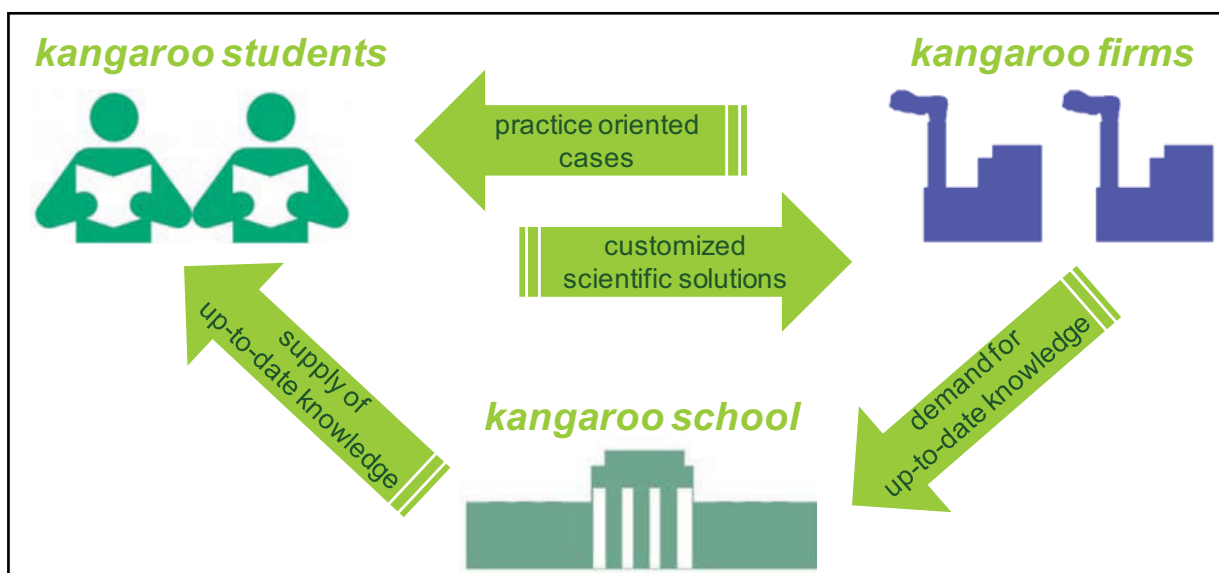 kangaroo students
kangaroo firms
practice oriented
cases
customized
scientific solutions
supply of
up-to-date knowledge
demand for
up-to-date knowledge
kangaroo school